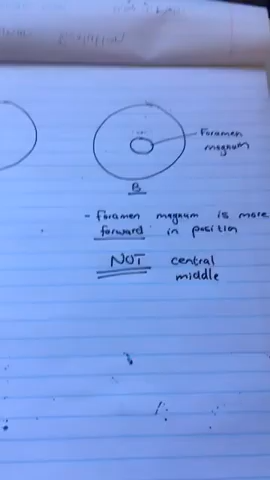 Foramen
magnum
B
- Foramen magnum is more
forward in position
NOT central
middle